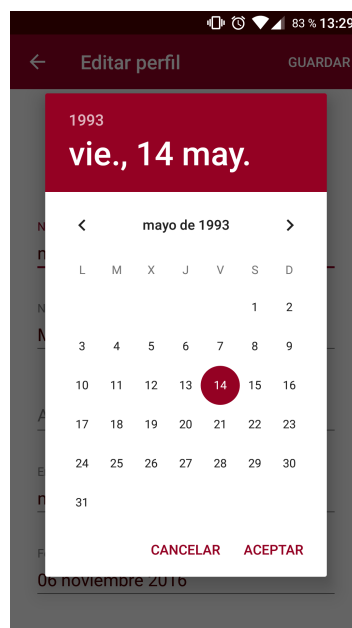 83 % 13:29
Editar perfil GUARDAR
1993
vie., 14 may.
mayo de 1993
L M X J V S D
1 2
3 4 5 6 7 8 9
10 11 12 13 14 15 16
17 18 19 20 21 22 23
24 25 26 27 28 29 30
31
CANCELAR ACEPTAR
06 noviembre 2016